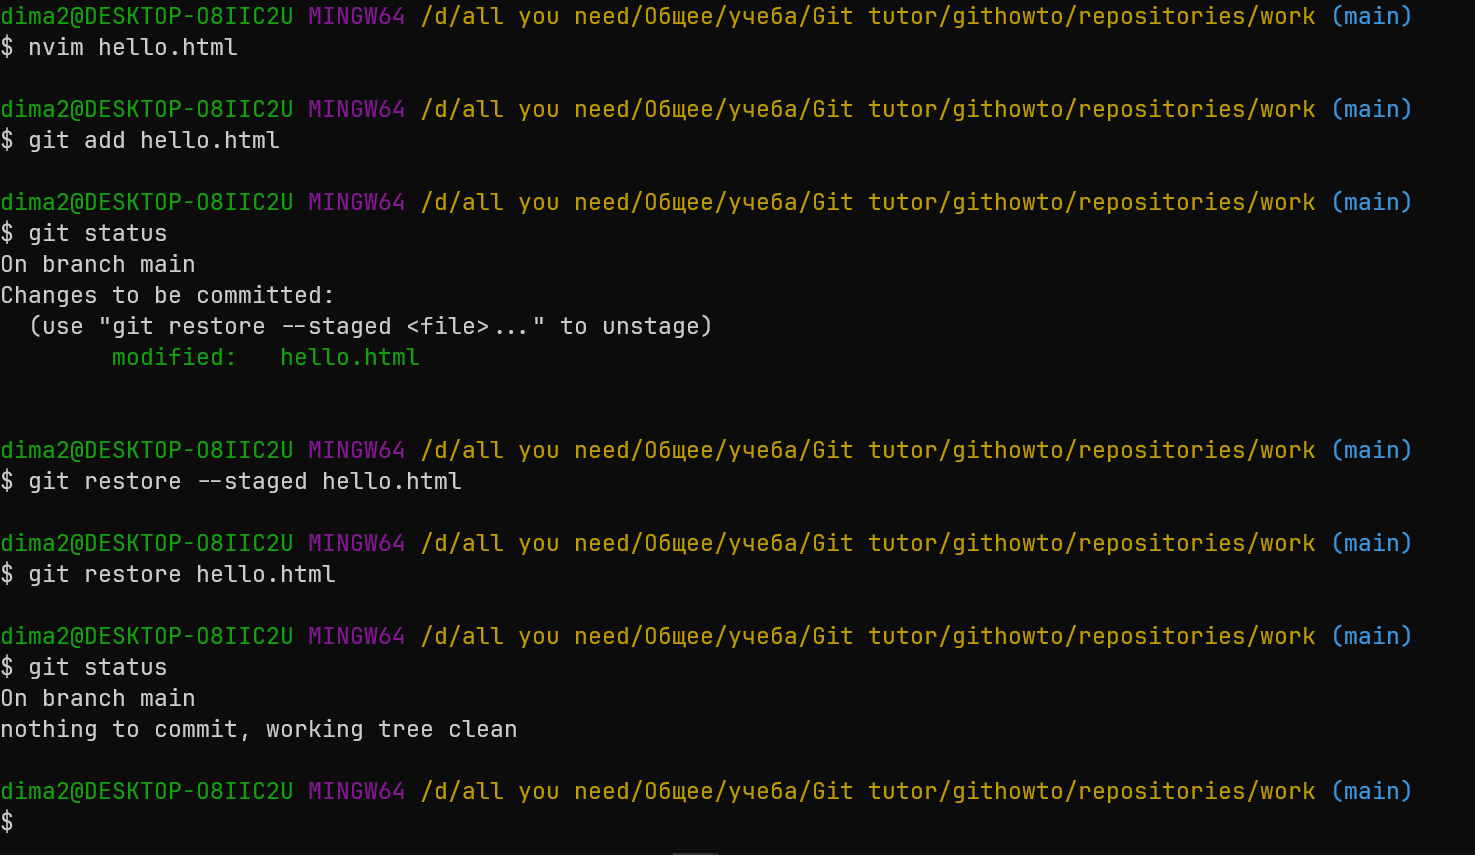 dima2@DESKTOP-O8IIC2U MINGW64 /d/all you need/Общее/учеба/Git tutor/githowto/repositories/work (main)
$ nvim hello.html
dima2@DESKTOP-O8IIC2U MINGW64 /d/all you need/Общее/учеба/Git tutor/githowto/repositories/work (main)
$ git add hello.html
dima2@DESKTOP-O8IIC2U MINGW64 /d/all you need/Общее/учеба/Git tutor/githowto/repositories/work (main)
$ git status
On branch main
Changes to be committed:
  (use "git restore --staged <file>..." to unstage)
        modified:   hello.html
dima2@DESKTOP-O8IIC2U MINGW64 /d/all you need/Общее/учеба/Git tutor/githowto/repositories/work (main)
$ git restore --staged hello.html
dima2@DESKTOP-O8IIC2U MINGW64 /d/all you need/Общее/учеба/Git tutor/githowto/repositories/work (main)
$ git restore hello.html
dima2@DESKTOP-O8IIC2U MINGW64 /d/all you need/Общее/учеба/Git tutor/githowto/repositories/work (main)
$ git status
On branch main
nothing to commit, working tree clean
dima2@DESKTOP-O8IIC2U MINGW64 /d/all you need/Общее/учеба/Git tutor/githowto/repositories/work (main)
$